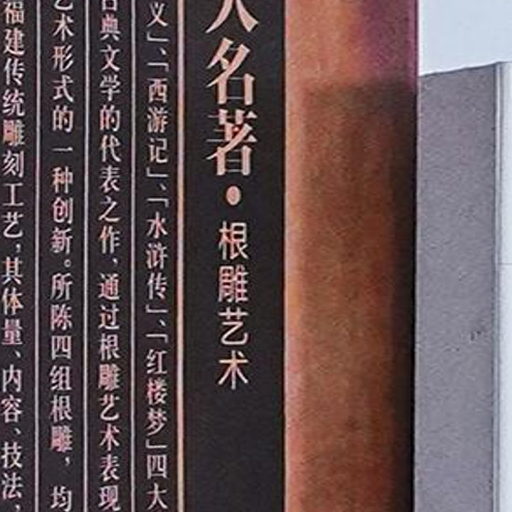 人名著·根雕艺术
义」、「西游记」、「水浒传」、「红楼梦」四大
古典文学的代表之作，通过根雕艺术表现
艺术形式的一种创新。所陈四组根雕，均
福建传统雕刻工艺，其体量、内容、技法，